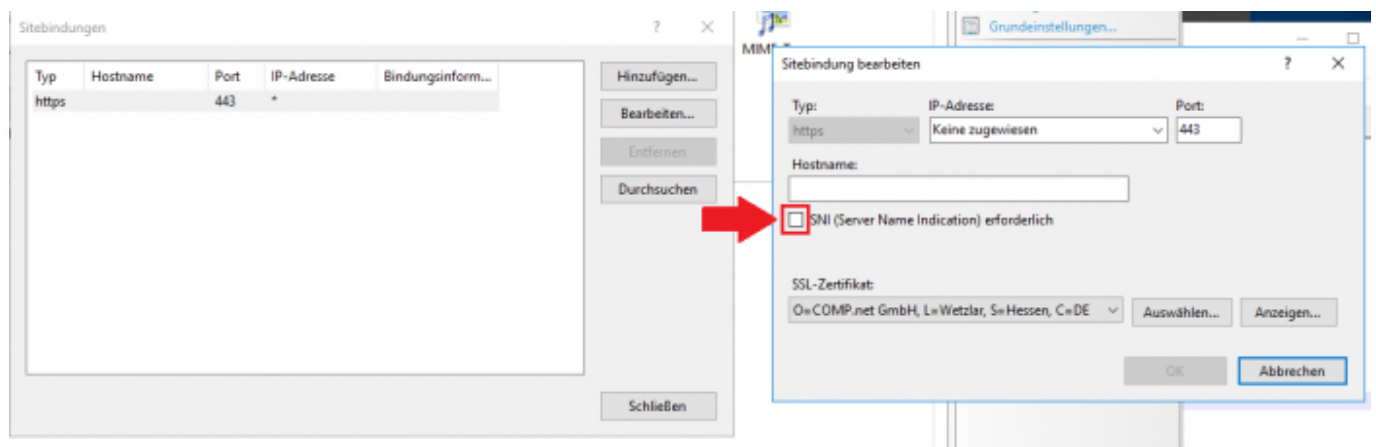 Sitebindungen
?
Typ Hostname Port IP-Adresse Bindungsinform...
https 443 *
Hinzufügen...
Bearbeiten...
Entfernen
Durchsuchen
Schließen
Grundeinstellungen...
Sitebindung bearbeiten
?
Typ: IP-Adresse: Port:
https Keine zugewiesen 443
Hostname:
SNI (Server Name Indication) erforderlich
SSL-Zertifikat:
O=COMP.net GmbH, L=Wetzlar, S=Hessen, C=DE Auswählen... Anzeigen...
OK Abbrechen